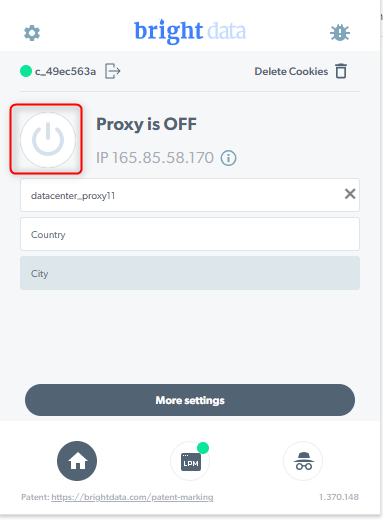 bright data
c_49ec563a
Delete Cookies
Proxy is OFF
IP 165.85.58.170
datacenter_proxy11
Country
City
More settings
LPM
Patent: https://brightdata.com/patent-marking
1.370.148